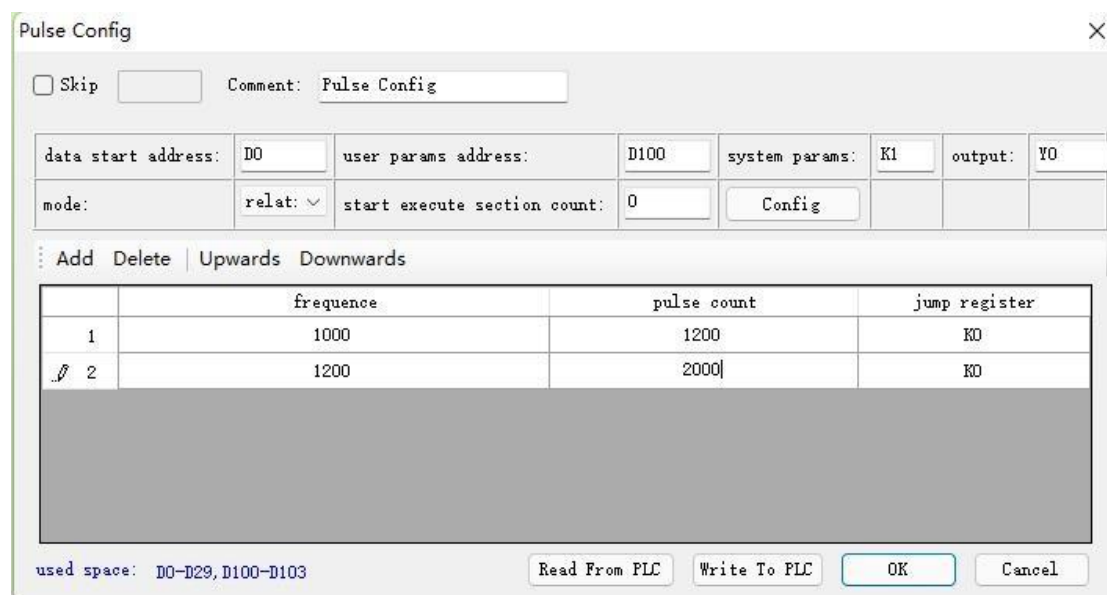 Pulse Config
Skip Comment: Pulse Config
data start address: D0 user params address: D100 system params: K1 output: Y0
mode: relat: start execute section count: 0 Config
Add Delete Upwards Downwards
frequence pulse count jump register
1 1000 1200 K0
2 1200 2000 K0
used space: D0-D29,D100-D103 Read From PLC Write To PLC OK Cancel